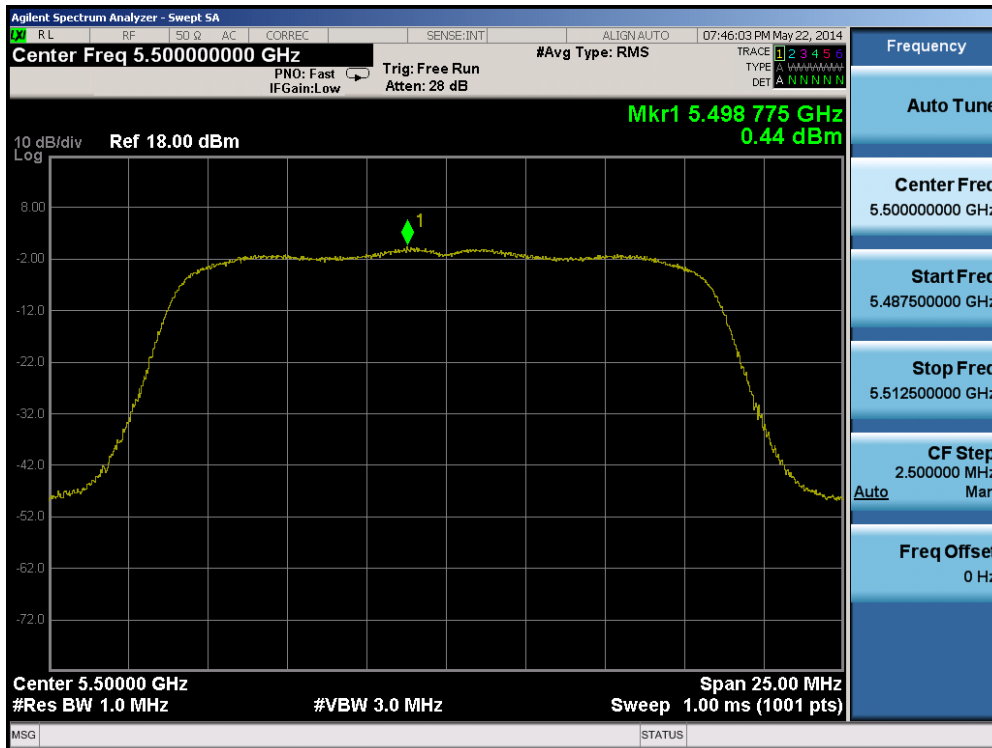 Agilent Spectrum Analyzer - Swept SA
LXI RL RF 50 Ω AC CORREC SENSE:INT ALIGNAUTO 07:46:03 PM May 22, 2014
Center Freq 5.500000000 GHz
PNO: Fast
IFGain:Low
Trig: Free Run
Atten: 28 dB
#Avg Type: RMS
TRACE 1 2 3 4 5 6
TYPE A WWWWW
DET A N N N N N
Mkr1 5.498 775 GHz
0.44 dBm
10 dB/div Ref 18.00 dBm
Log
1
8.00
-2.00
-12.0
-22.0
-32.0
-42.0
-52.0
-62.0
-72.0
Center 5.50000 GHz Span 25.00 MHz
#Res BW 1.0 MHz #VBW 3.0 MHz Sweep 1.00 ms (1001 pts)
MSG STATUS
Frequency
Auto Tune
Center Freq
5.500000000 GHz
Start Freq
5.487500000 GHz
Stop Freq
5.512500000 GHz
CF Step
2.500000 MHz
Auto Man
Freq Offset
0 Hz